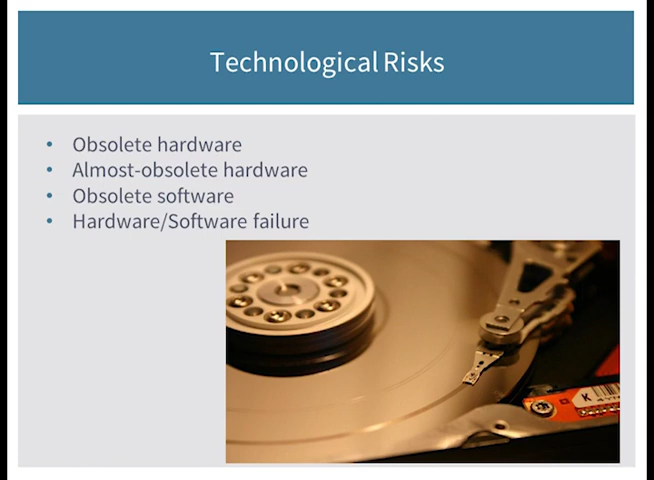 Technological Risks
• Obsolete hardware
• Almost-obsolete hardware
• Obsolete software
• Hardware/Software failure
K